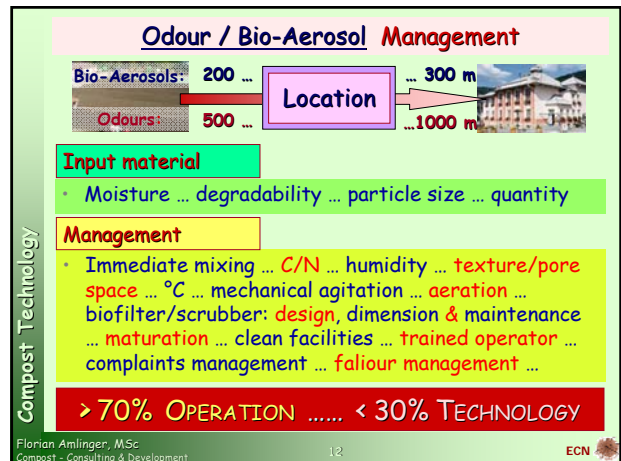 Odour / Bio-Aerosol Management
Bio-Aerosols: 200 … Location … 300 m
Odours: 500 … …1000 m
Input material
• Moisture … degradability … particle size … quantity
Management
• Immediate mixing … C/N … humidity … texture/pore
space … °C … mechanical agitation … aeration …
biofilter/scrubber: design, dimension & maintenance
… maturation … clean facilities … trained operator …
complaints management … faliour management …
> 70% OPERATION …… < 30% TECHNOLOGY
Compost Technology
Florian Amlinger, MSc
Compost - Consulting & Development
12
ECN